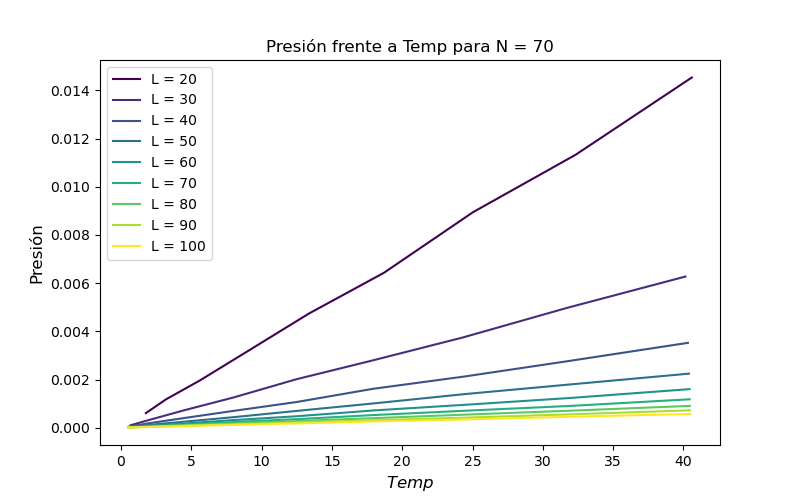 Presión frente a Temp para N = 70
Presión
0.014
0.012
0.010
0.008
0.006
0.004
0.002
0.000
L = 20
L = 30
L = 40
L = 50
L = 60
L = 70
L = 80
L = 90
L = 100
0 5 10 15 20 25 30 35 40
Temp